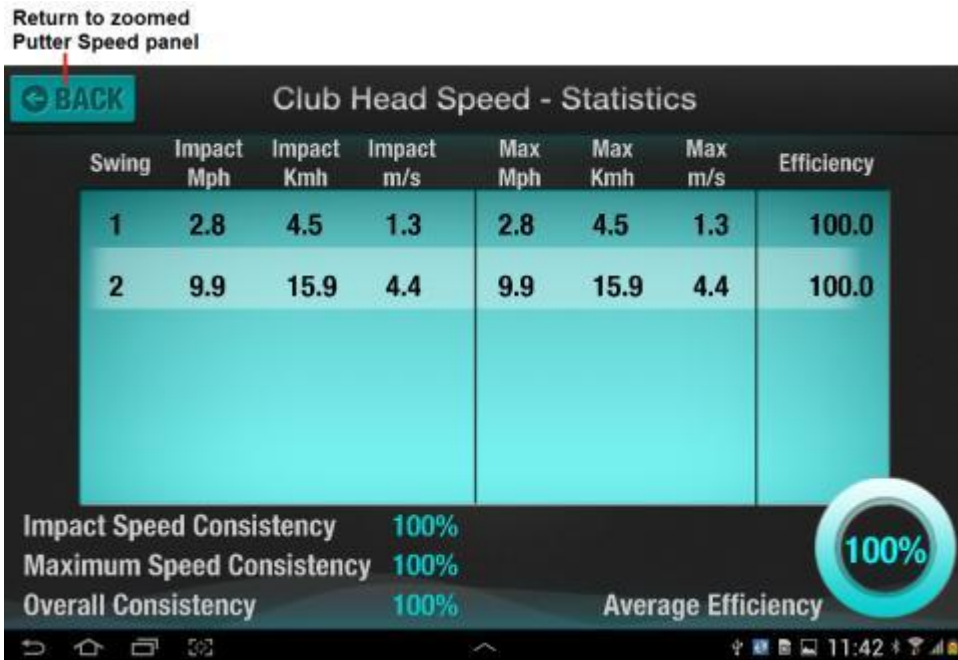 Return to zoomed
Putter Speed panel
BACK
Club Head Speed - Statistics
Swing Impact Mph Impact Kmh Impact m/s Max Mph Max Kmh Max m/s Efficiency
1 2.8 4.5 1.3 2.8 4.5 1.3 100.0
2 9.9 15.9 4.4 9.9 15.9 4.4 100.0
Impact Speed Consistency 100%
Maximum Speed Consistency 100%
Overall Consistency 100%
Average Efficiency 100%
11:42